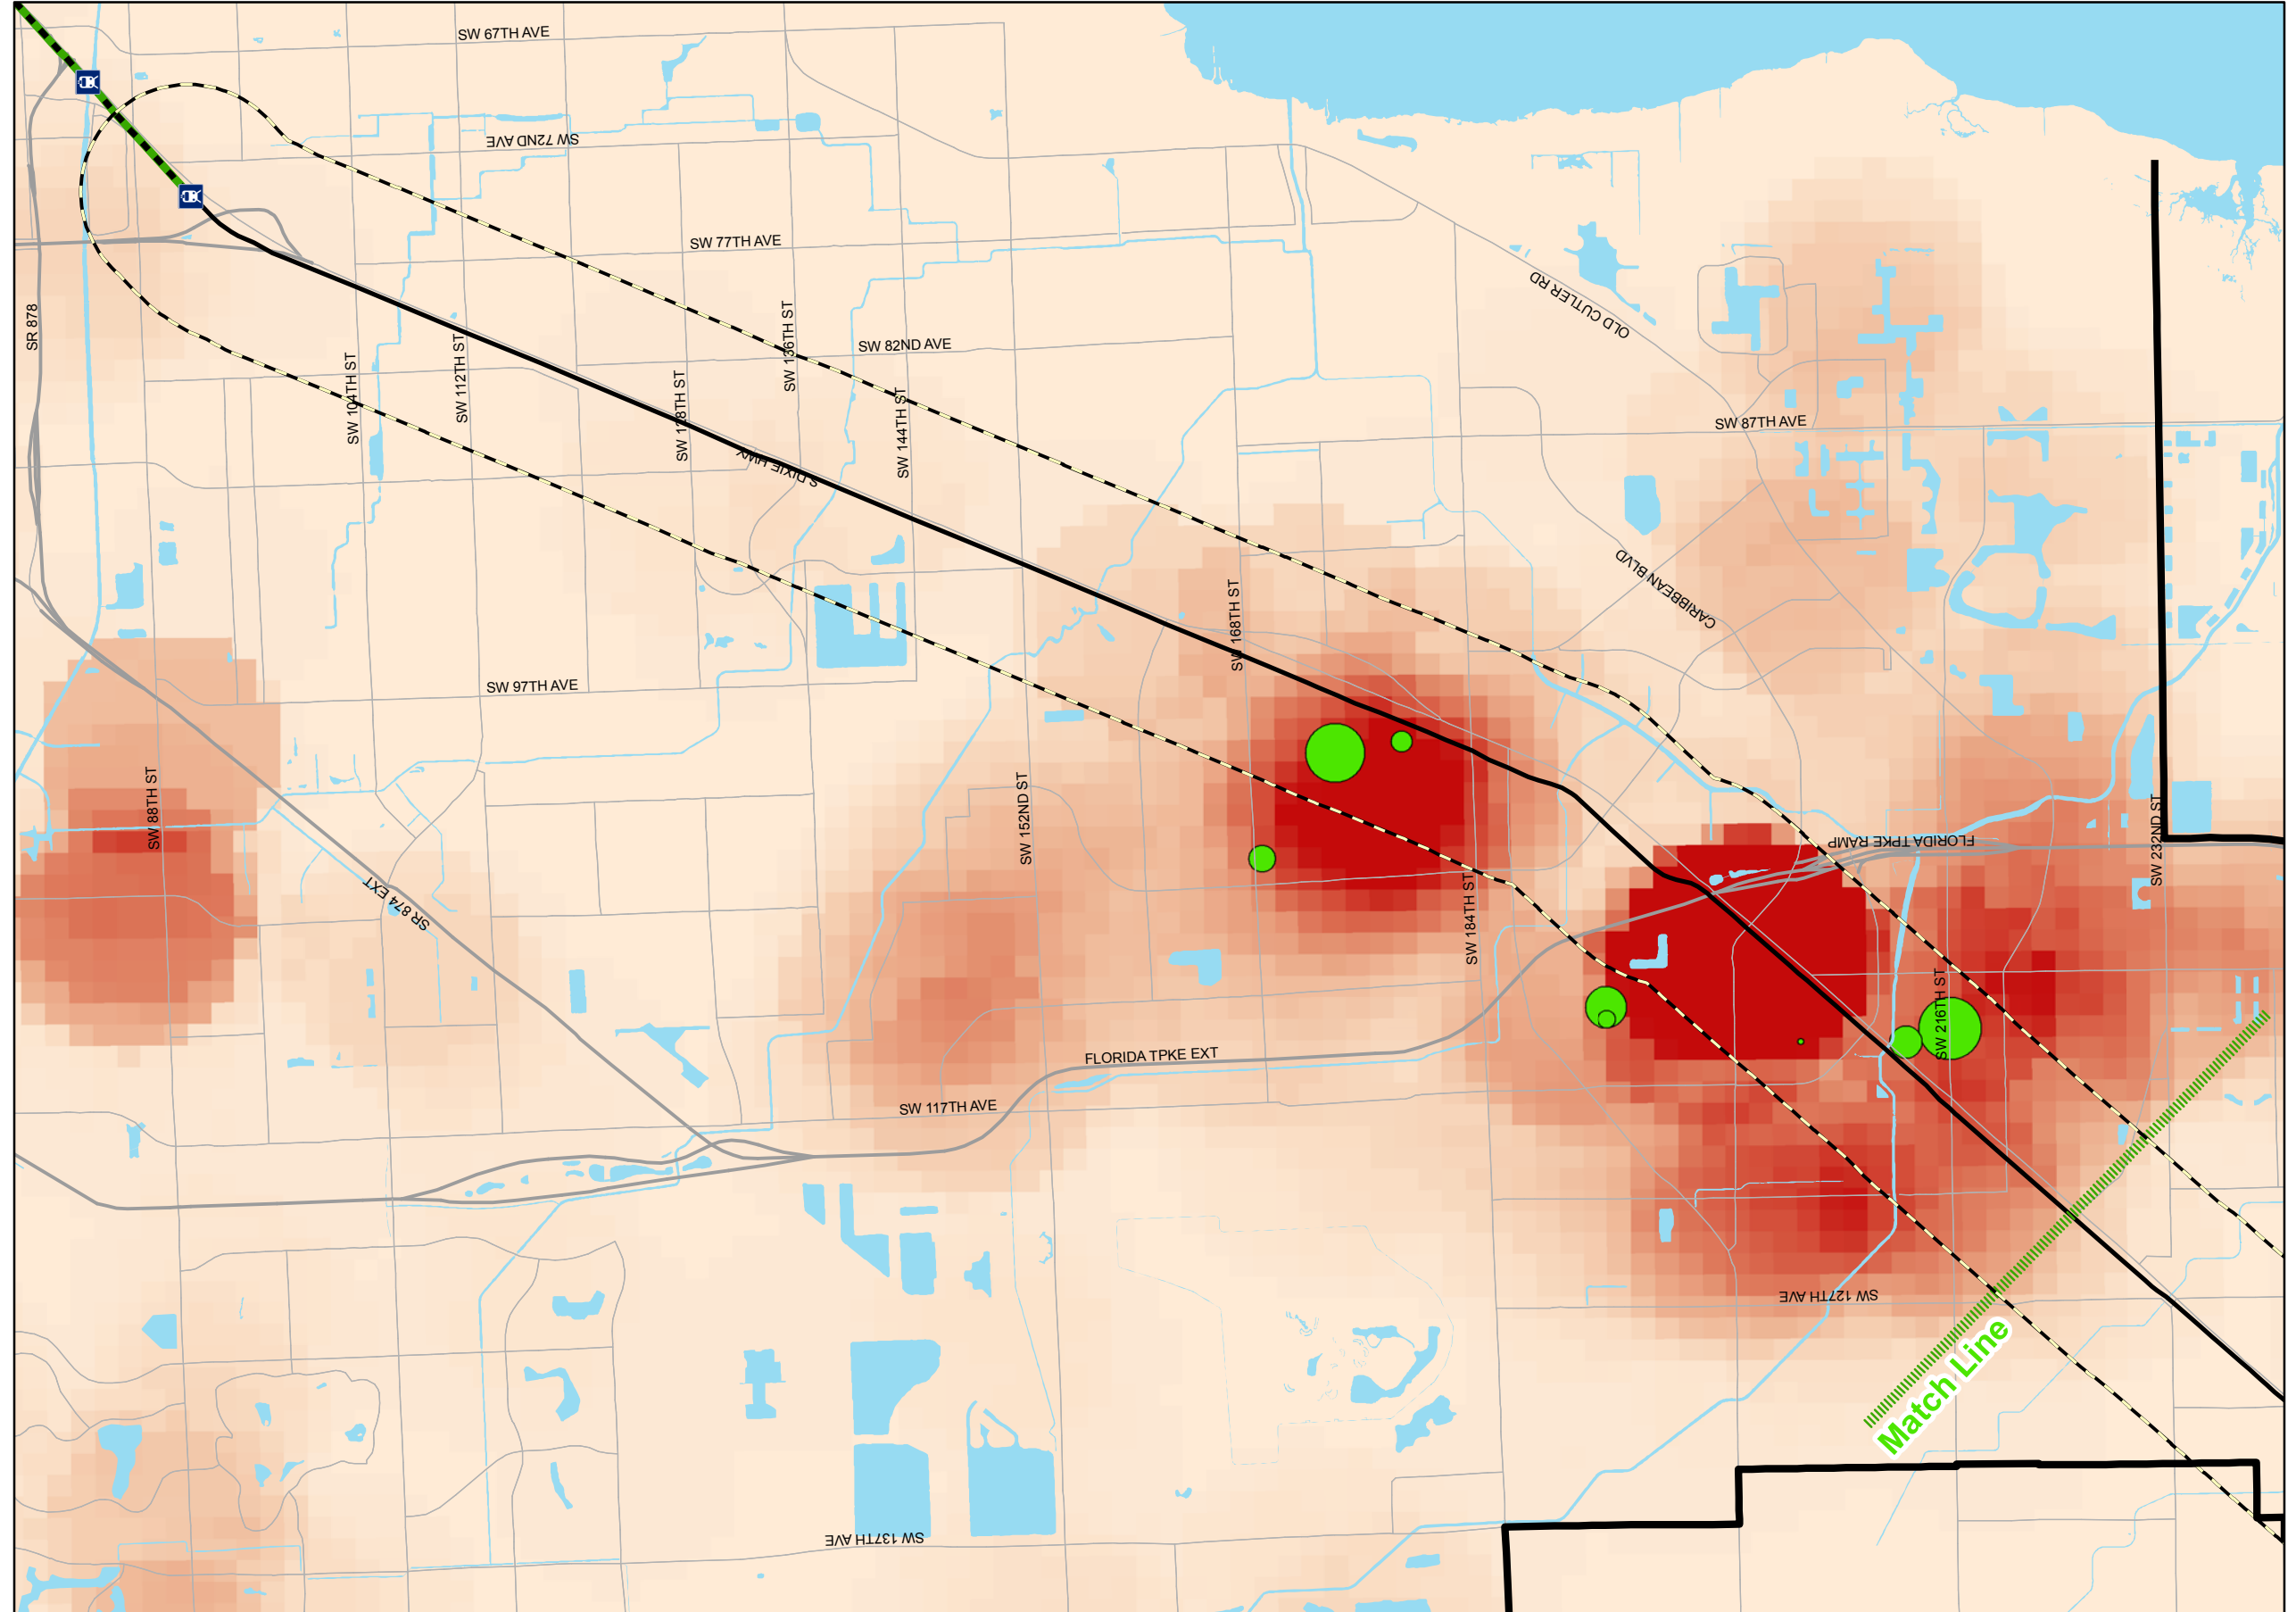 SW 67TH AVE
SW 72ND AVE
SW 77TH AVE
OLD CUTLER RD
SR 878
SW 136TH ST
SW 82ND AVE
SW 104TH ST
SW 112TH ST
SW 128TH ST
SW 144TH ST
SW 87TH AVE
S DIXIE HWY
CARIBBEAN BLVD
SW 168TH ST
SW 97TH AVE
SW 88TH ST
SW 152ND ST
FLORIDA TPKE RAMP
SW 232ND ST
SR 874 EXT
SW 184TH ST
SW 216TH ST
FLORIDA TPKE EXT
SW 117TH AVE
SW 127TH AVE
Match Line
SW 137TH AVE